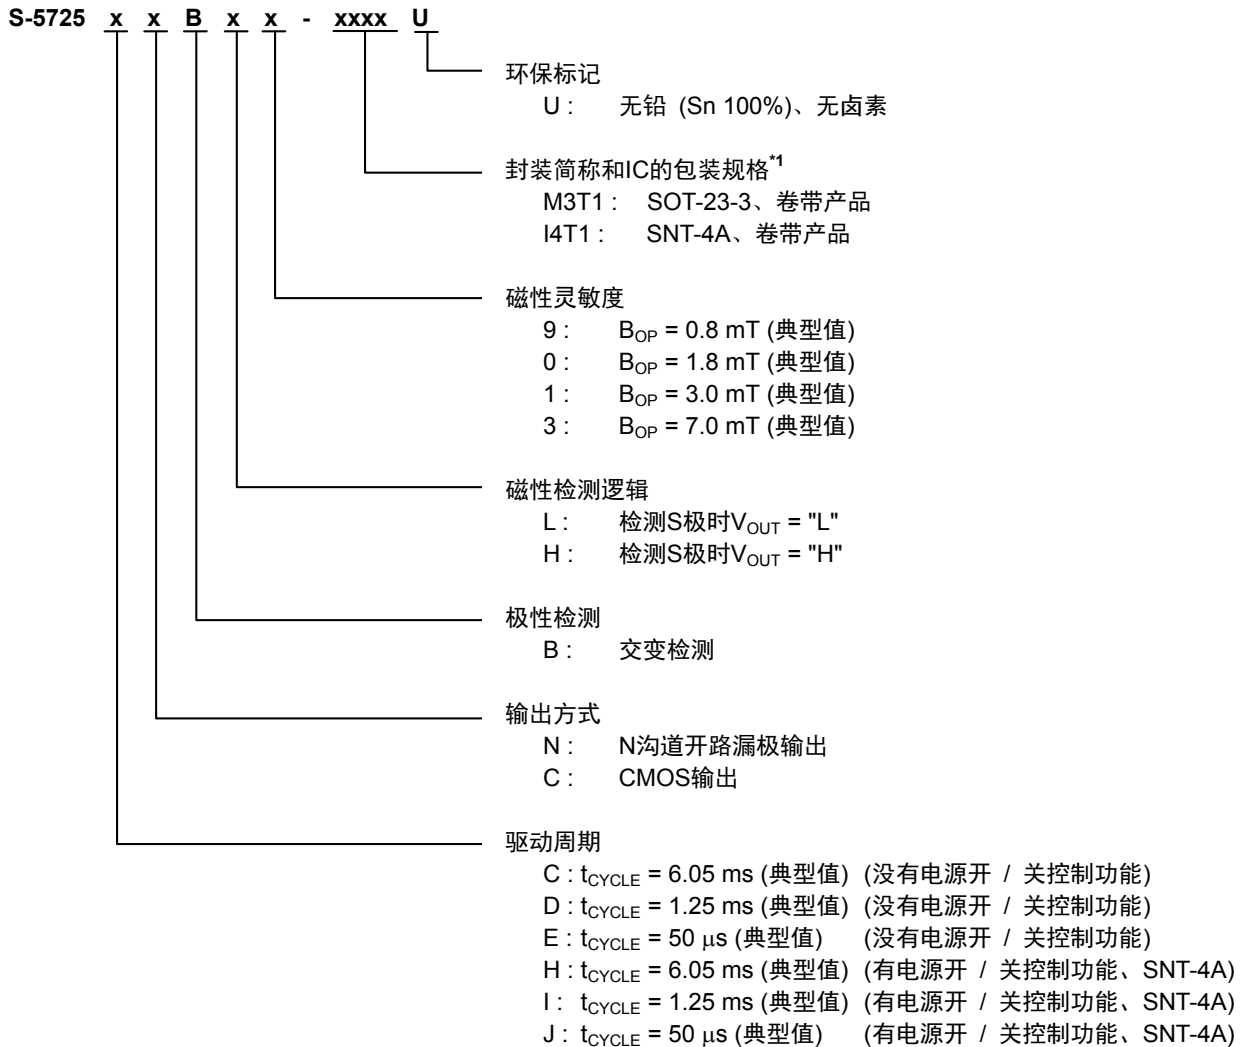 S-5725 x x B x x - xxxx U
环保标记
U : 无铅 (Sn 100%)、无卤素
封装简称和IC的包装规格*1
M3T1 : SOT-23-3、卷带产品
I4T1 : SNT-4A、卷带产品
磁性灵敏度
9 : BOP = 0.8 mT (典型值)
0 : BOP = 1.8 mT (典型值)
1 : BOP = 3.0 mT (典型值)
3 : BOP = 7.0 mT (典型值)
磁性检测逻辑
L : 检测S极时VOUT = "L"
H : 检测S极时VOUT = "H"
极性检测
B : 交变检测
输出方式
N : N沟道开路漏极输出
C : CMOS输出
驱动周期
C : tCYCLE = 6.05 ms (典型值) (没有电源开 / 关控制功能)
D : tCYCLE = 1.25 ms (典型值) (没有电源开 / 关控制功能)
E : tCYCLE = 50 μs (典型值) (没有电源开 / 关控制功能)
H : tCYCLE = 6.05 ms (典型值) (有电源开 / 关控制功能、SNT-4A)
I : tCYCLE = 1.25 ms (典型值) (有电源开 / 关控制功能、SNT-4A)
J : tCYCLE = 50 μs (典型值) (有电源开 / 关控制功能、SNT-4A)